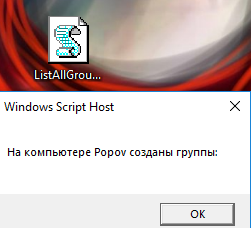 ListAllGrou...
Windows Script Host
На компьютере Popov созданы группы:
OK